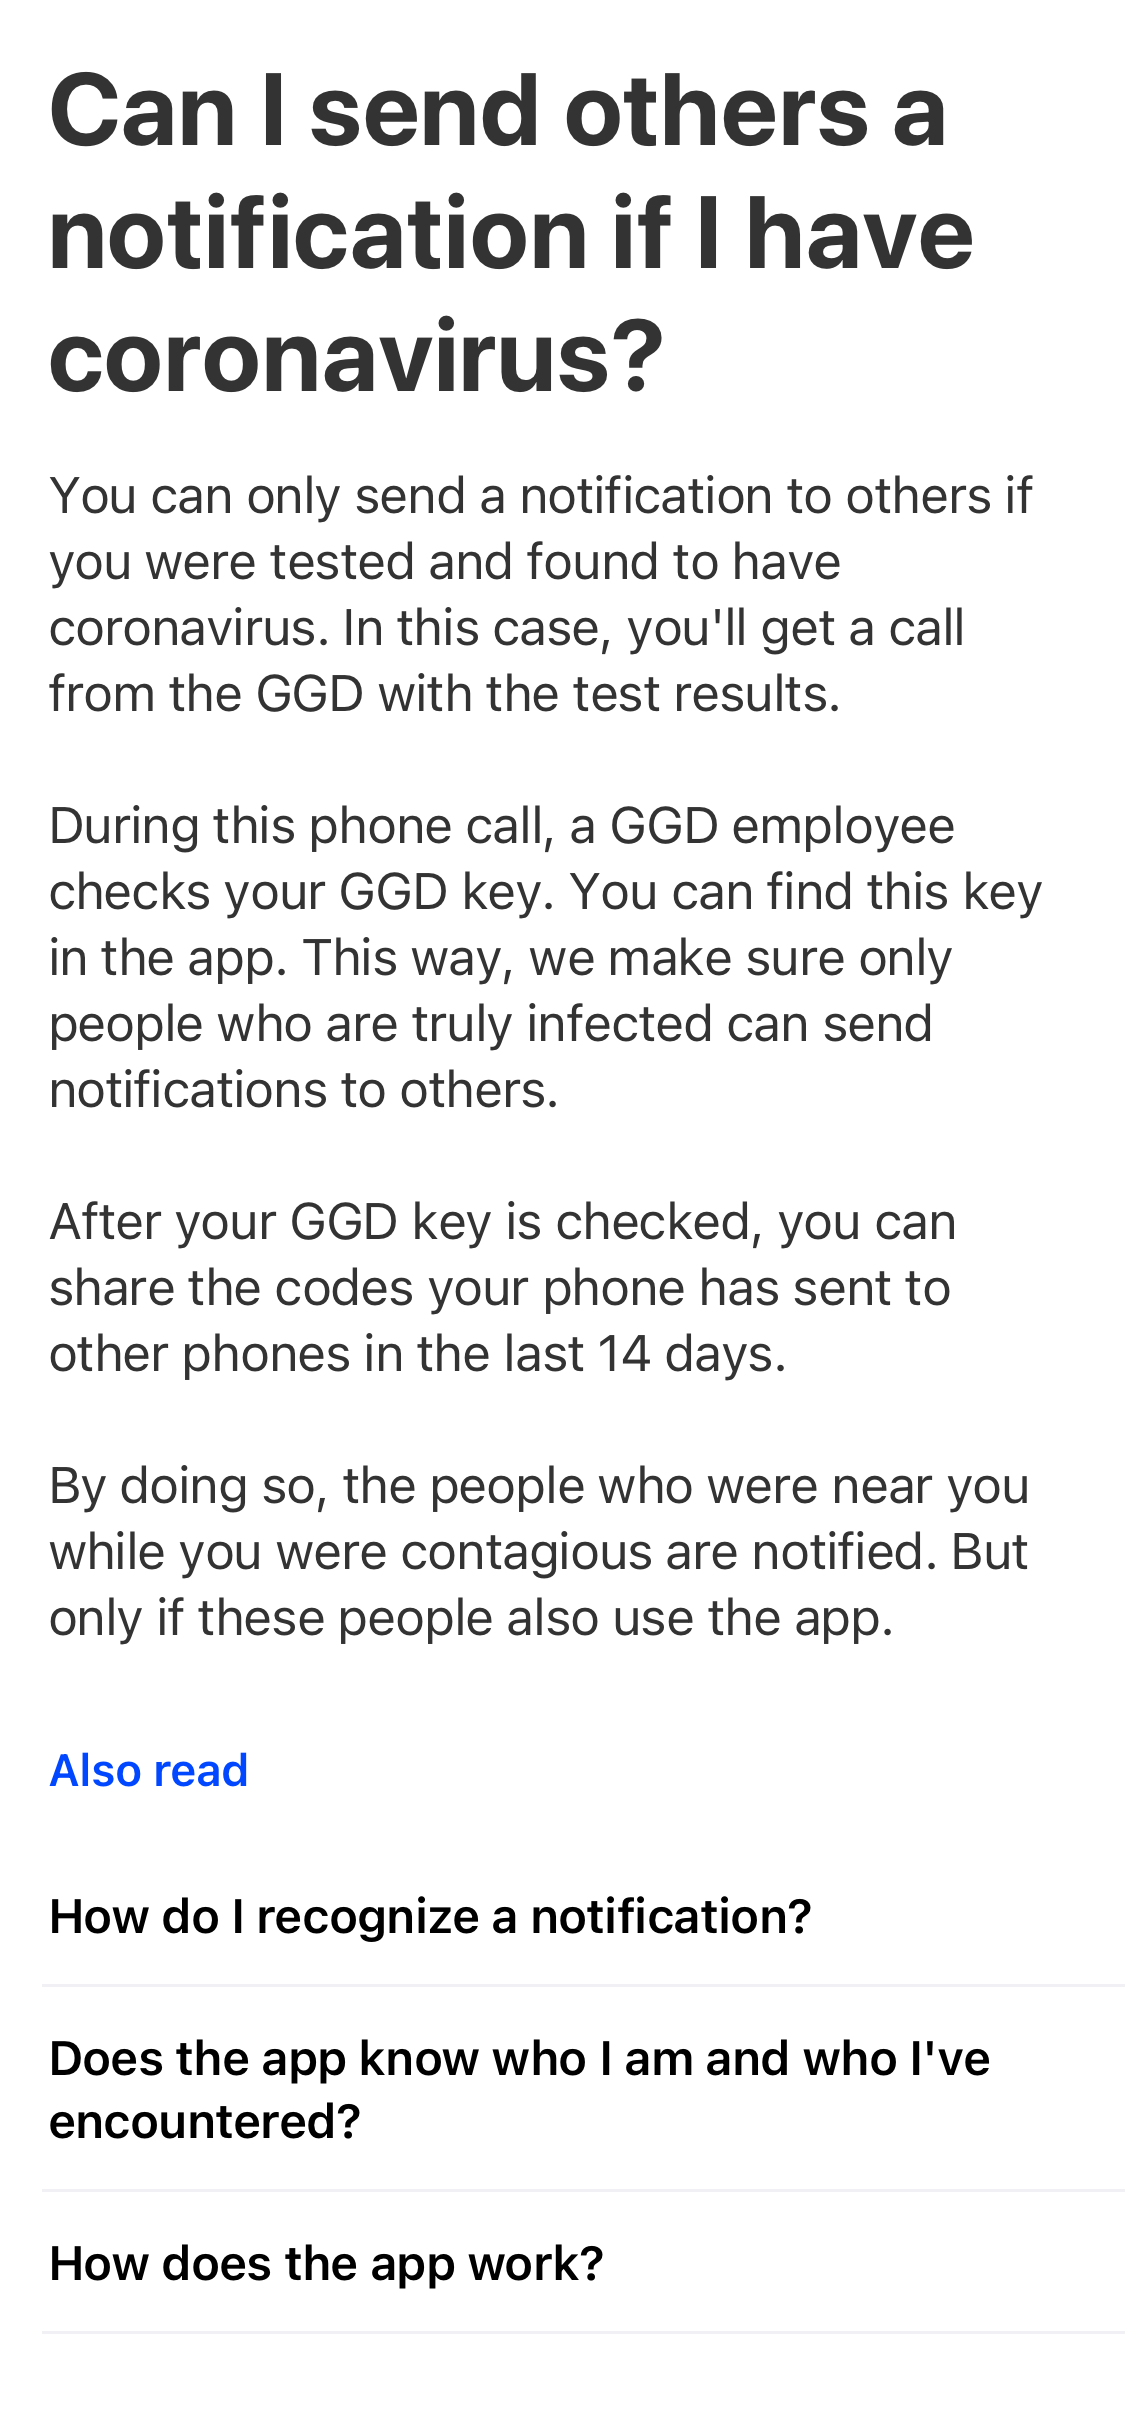 Can I send others a
notification if I have
coronavirus?
You can only send a notification to others if
you were tested and found to have
coronavirus. In this case, you'll get a call
from the GGD with the test results.
During this phone call, a GGD employee
checks your GGD key. You can find this key
in the app. This way, we make sure only
people who are truly infected can send
notifications to others.
After your GGD key is checked, you can
share the codes your phone has sent to
other phones in the last 14 days.
By doing so, the people who were near you
while you were contagious are notified. But
only if these people also use the app.
Also read
How do I recognize a notification?
Does the app know who I am and who I've
encountered?
How does the app work?